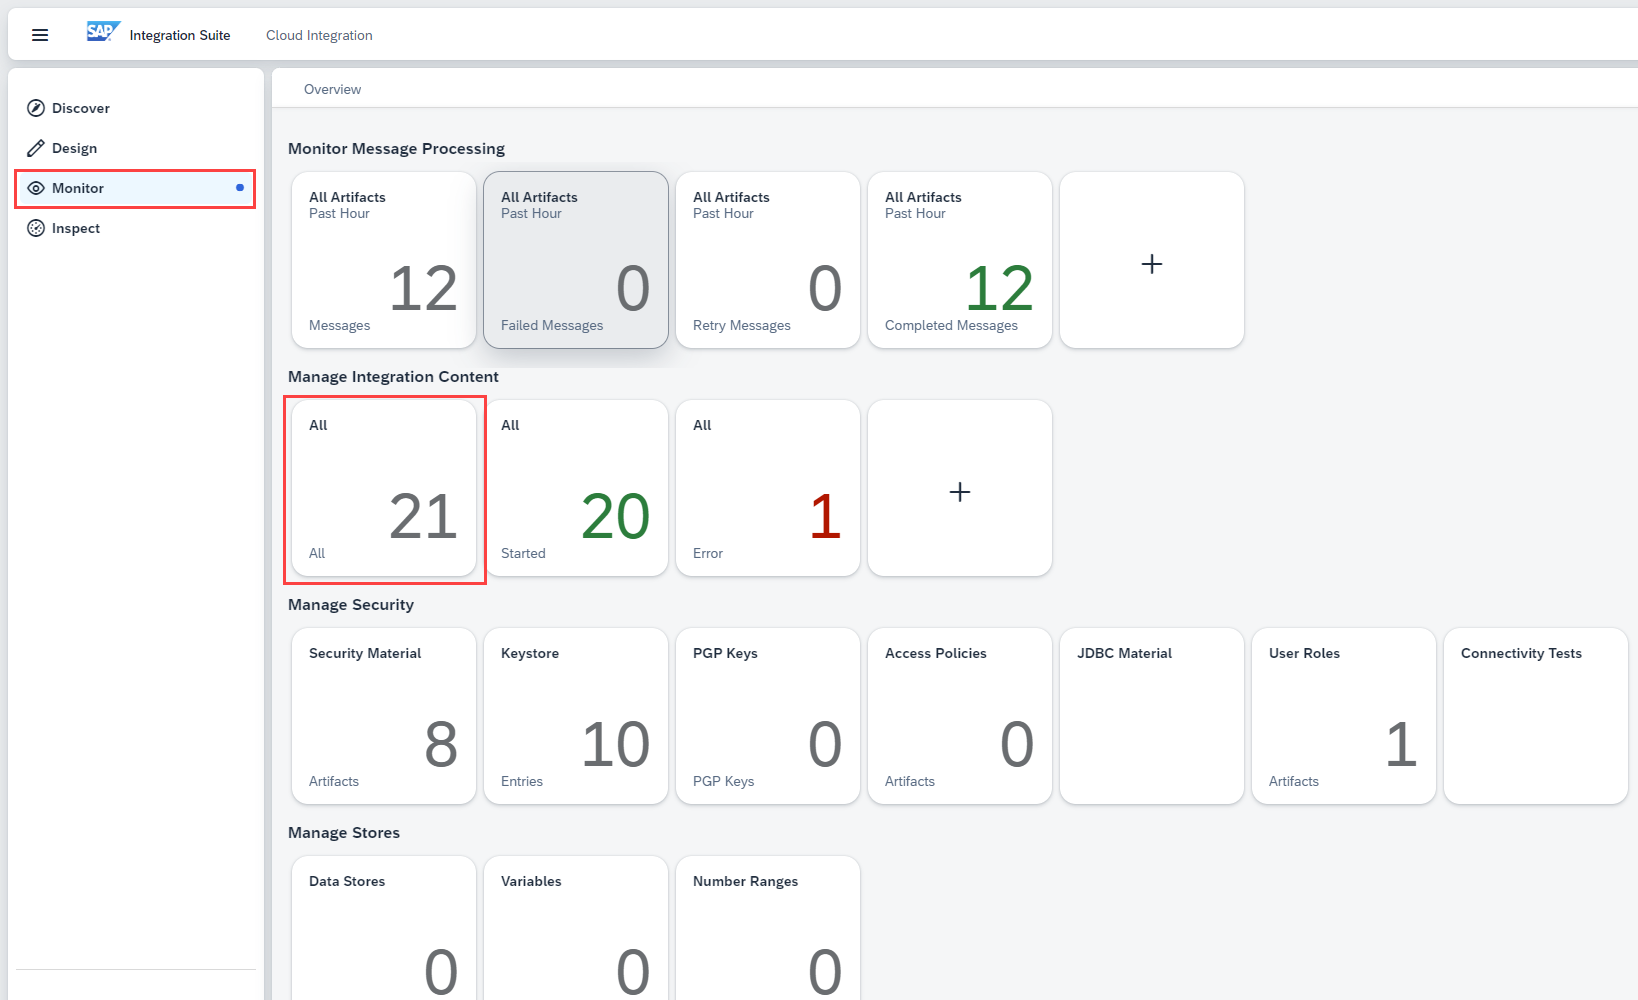 SAP Integration Suite Cloud Integration
Discover
Design
Monitor
Inspect
Overview
Monitor Message Processing
All Artifacts
Past Hour
12
Messages
All Artifacts
Past Hour
0
Failed Messages
All Artifacts
Past Hour
0
Retry Messages
All Artifacts
Past Hour
12
Completed Messages
+
Manage Integration Content
All
21
All
All
20
Started
All
1
Error
+
Manage Security
Security Material
8
Artifacts
Keystore
10
Entries
PGP Keys
0
PGP Keys
Access Policies
0
Artifacts
JDBC Material
User Roles
1
Artifacts
Connectivity Tests
Manage Stores
Data Stores
0
Variables
0
Number Ranges
0